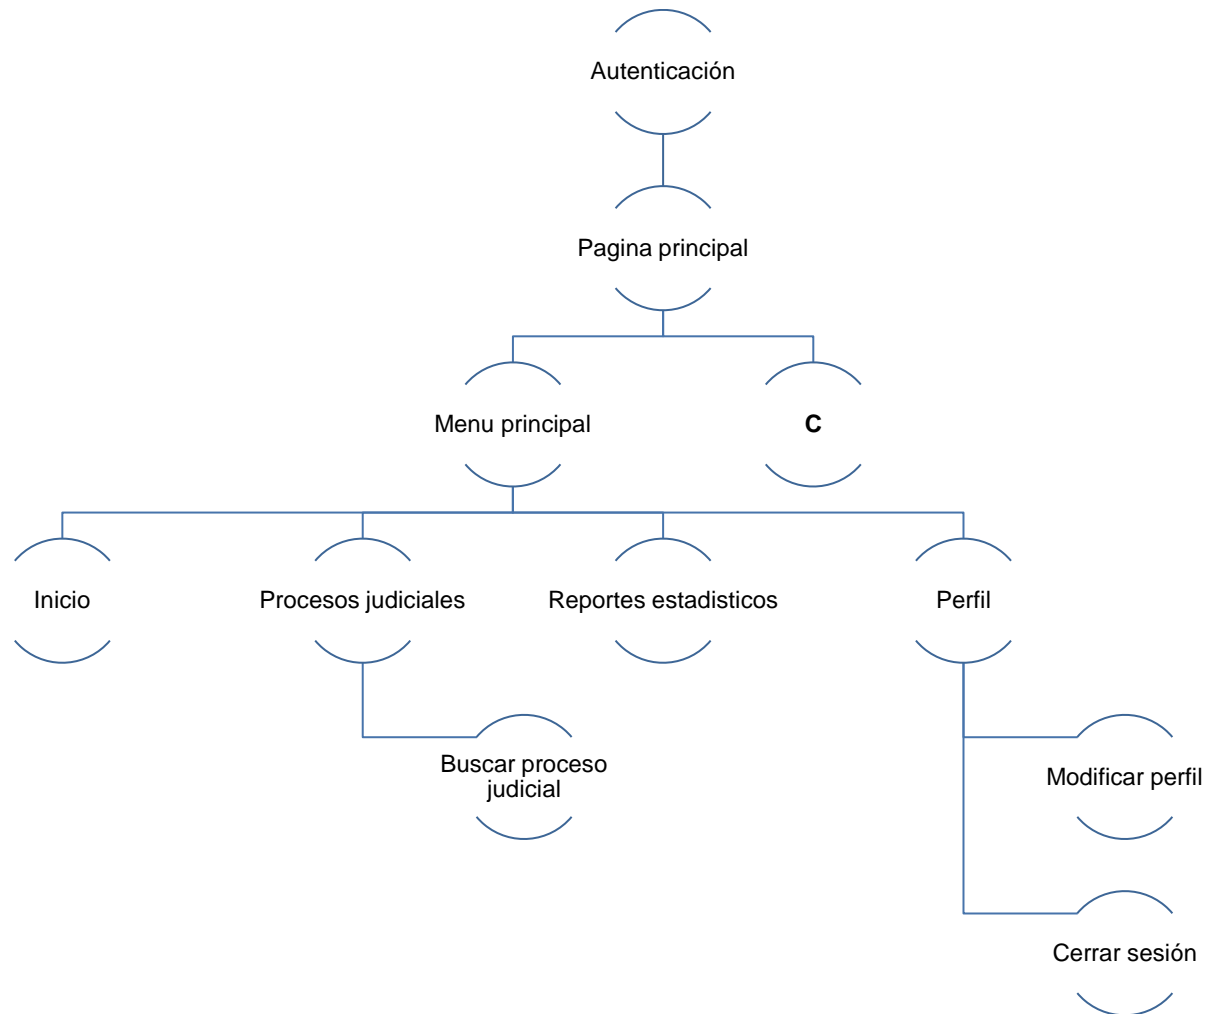 Autenticación
Pagina principal
Menu principal
C
Inicio
Procesos judiciales
Reportes estadisticos
Perfil
Buscar proceso
judicial
Modificar perfil
Cerrar sesión